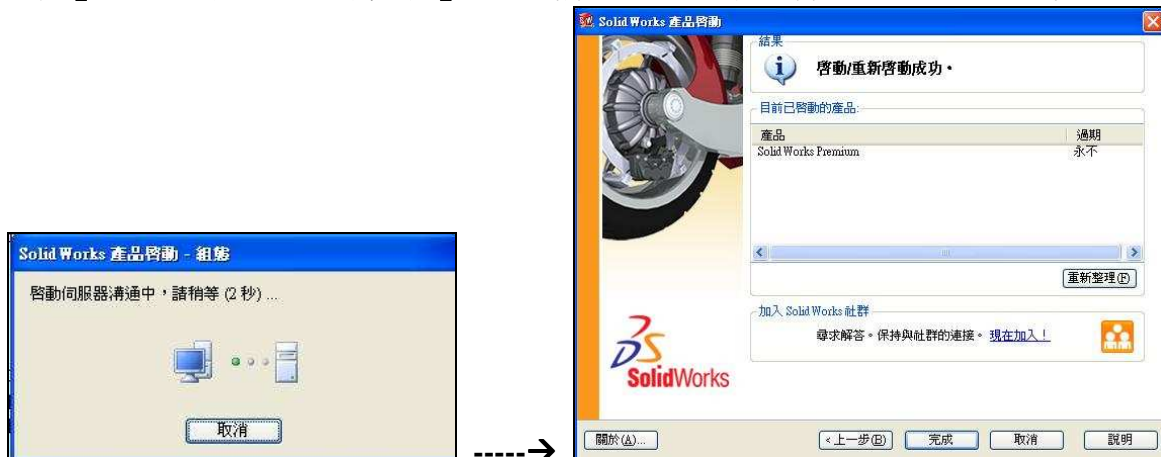 Solid Works 產品啓動 - 組態
啓動伺服器溝通中，請稍等 (2 秒) ...
取消
-----→
Solid Works 產品啓動
結果
啓動/重新啓動成功。
目前已啓動的產品:
產品 過期
Solid Works Premium 永不
重新整理(F)
加入 Solid Works 社群
尋求解答。保持與社群的連接。 現在加入！
SolidWorks
關於(A)... <上一步(B) 完成 取消 說明